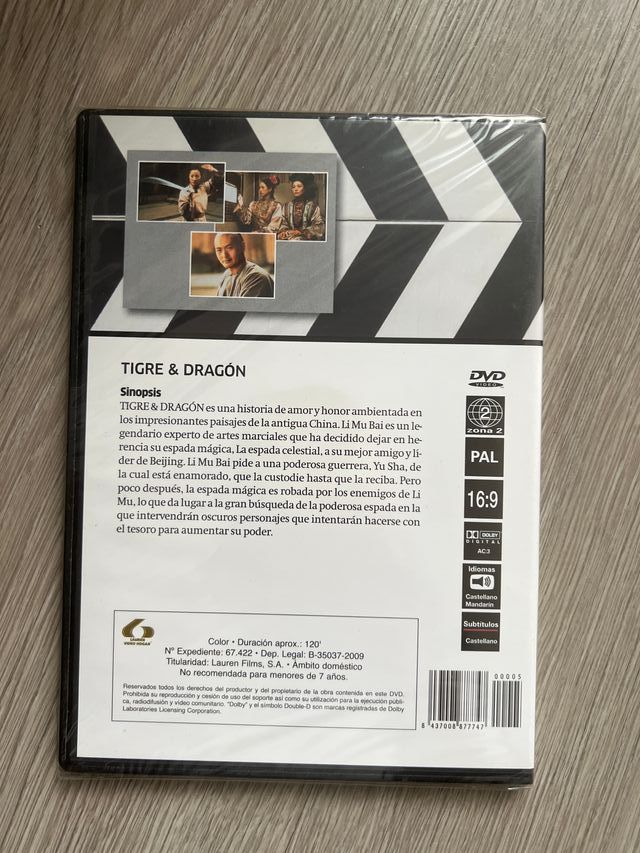 TIGRE & DRAGÓN
Sinopsis
TIGRE & DRAGÓN es una historia de amor y honor ambientada en
los impresionantes paisajes de la antigua China. Li Mu Bai es un le-
gendario experto de artes marciales que ha decidido dejar en he-
rencia su espada mágica, La espada celestial, a su mejor amigo y lí-
der de Beijing. Li Mu Bai pide a una poderosa guerrera, Yu Sha, de
la cual está enamorado, que la custodie hasta que la reciba. Pero
poco después, la espada mágica es robada por los enemigos de Li
Mu, lo que da lugar a la gran búsqueda de la poderosa espada en la
que intervendrán oscuros personajes que intentarán hacerse con
el tesoro para aumentar su poder.
DVD
VIDEO
2
zona 2
PAL
16:9
DOLBY
DIGITAL
AC:3
Idiomas
Castellano
Mandarín
Subtítulos
Castellano
LAUREN
VIDEO HOGAR
Color • Duración aprox.: 120'
Nº Expediente: 67.422 • Dep. Legal: B-35037-2009
Titularidad: Lauren Films, S.A. • Ámbito doméstico
No recomendada para menores de 7 años.
Reservados todos los derechos del productor y del propietario de la obra contenida en este DVD.
Prohibida su reproducción y cesión de uso del soporte así como su utilización para la ejecución públi-
ca, radiodifusión y video comunitario. "Dolby" y el símbolo Double-D son marcas registradas de Dolby
Laboratories Licensing Corporation.
00005
8 437008 877747